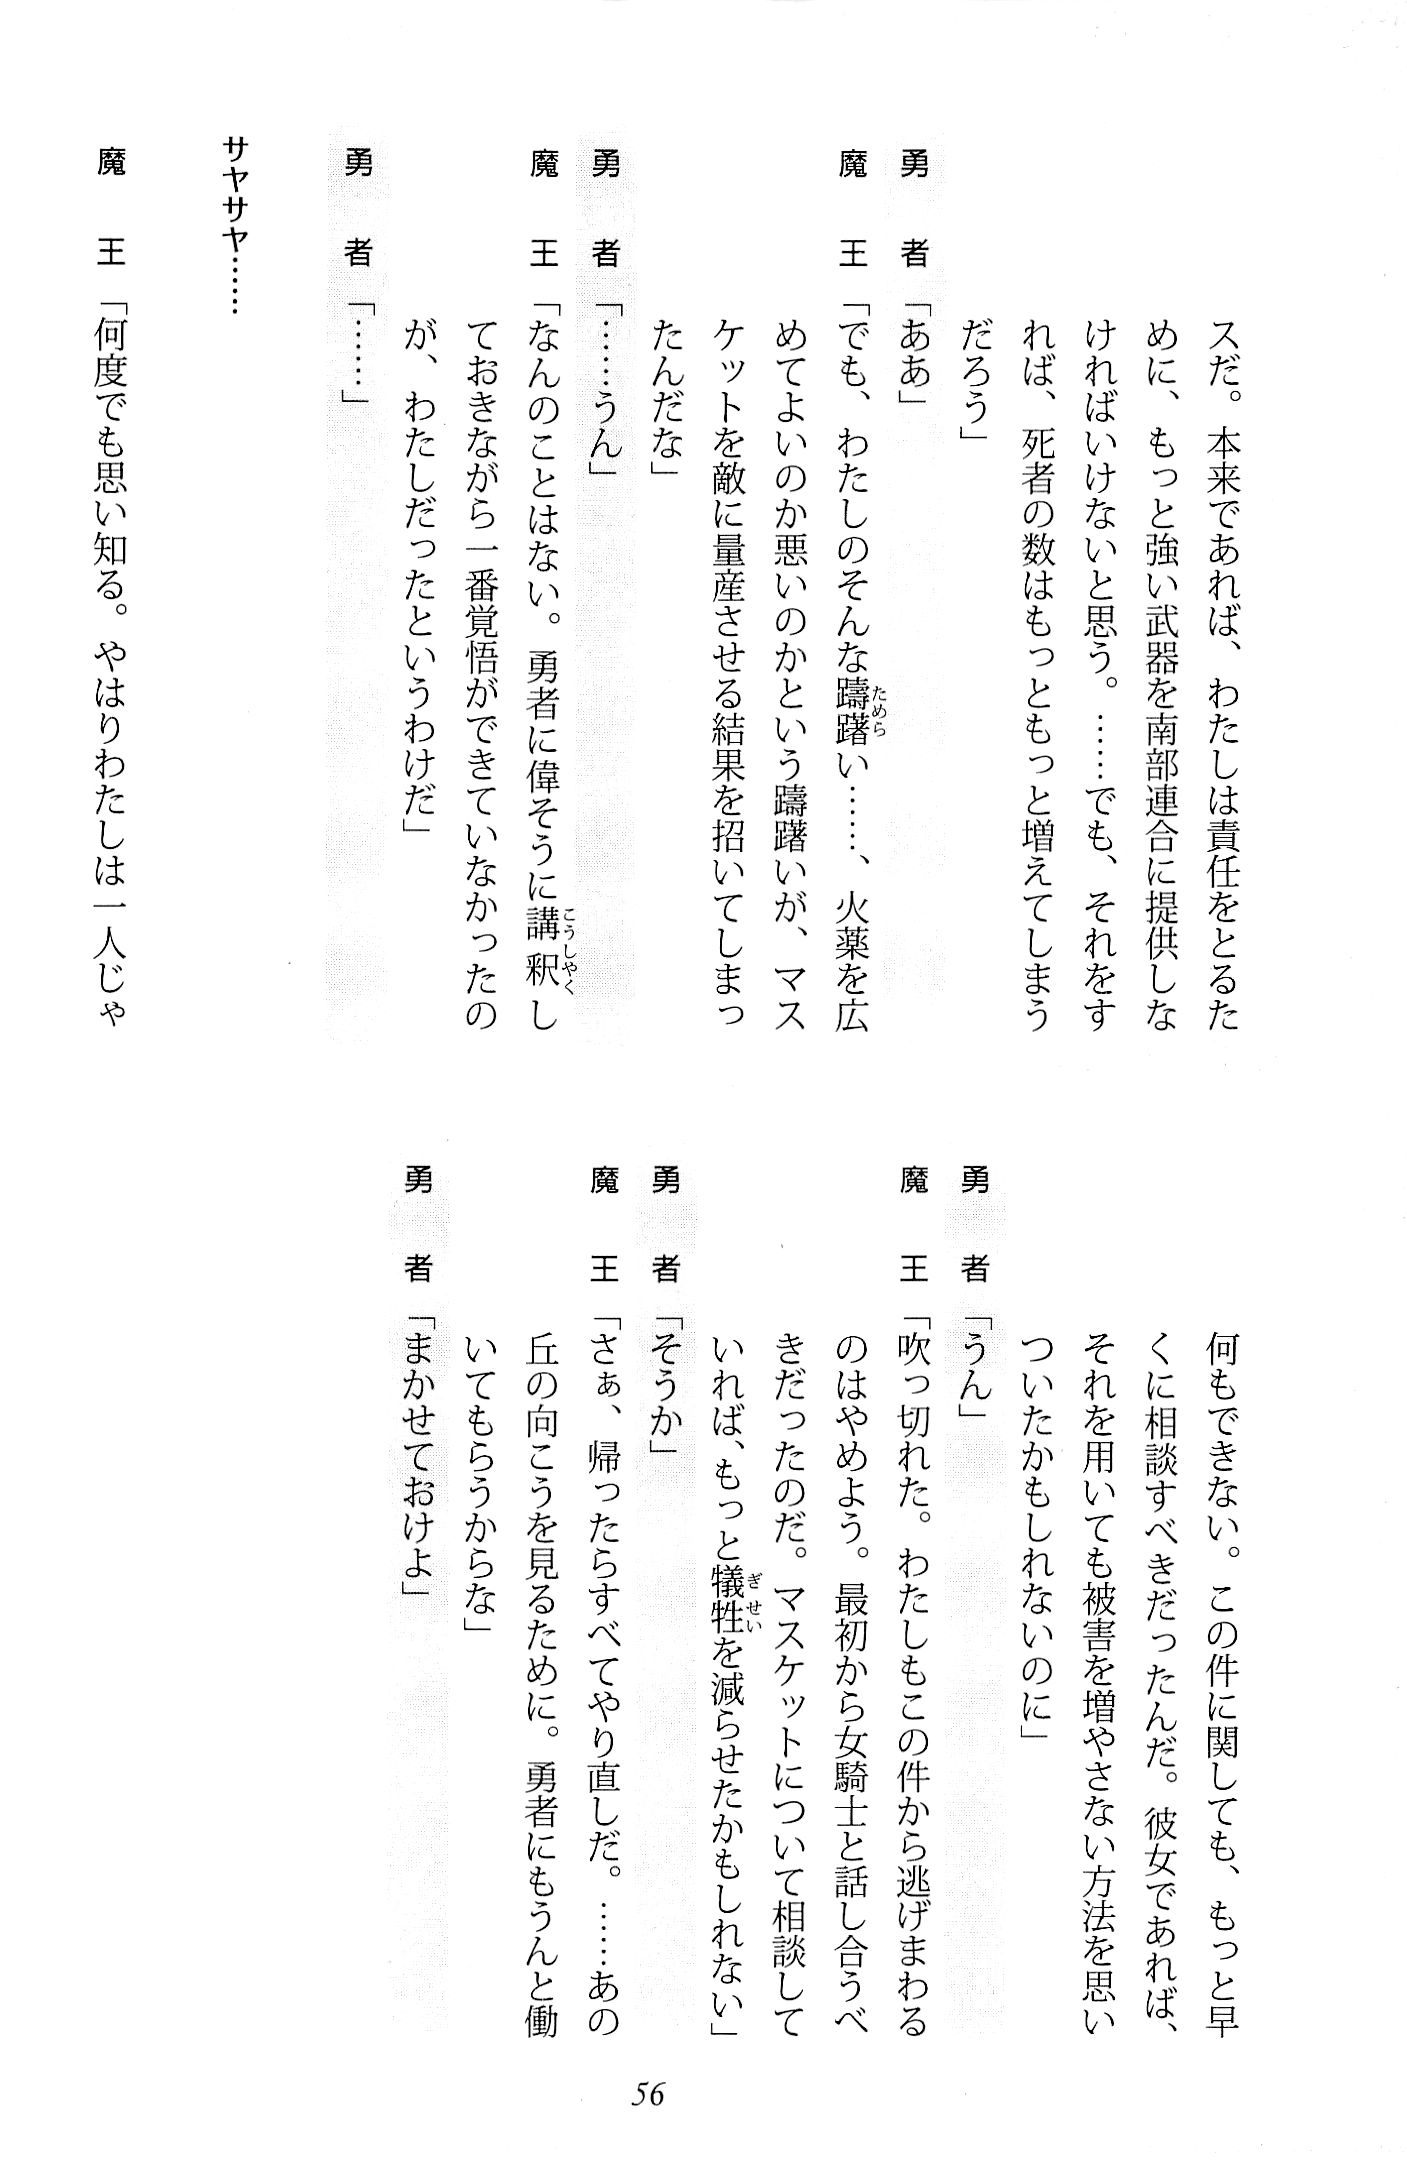 スだ。本来であれば、わたしは責任をとるた
めに、もっと強い武器を南部連合に提供しな
ければいけないと思う。……でも、それをす
れば、死者の数はもっともっと増えてしまう
だろう」
勇者「ああ」
魔王「でも、わたしのそんな躊躇い……、火薬を広
ためら
めてよいのか悪いのかという躊躇いが、マス
ケットを敵に量産させる結果を招いてしまっ
たんだな」
勇者「……うん」
魔王「なんのことはない。勇者に偉そうに講釈し
こうしやく
ておきながら一番覚悟ができていなかったの
が、わたしだったというわけだ」
勇者「……」
サヤサヤ……
魔王「何度でも思い知る。やはりわたしは一人じゃ
何もできない。この件に関しても、もっと早
くに相談すべきだったんだ。彼女であれば、
それを用いても被害を増やさない方法を思い
ついたかもしれないのに」
勇者「うん」
魔王「吹っ切れた。わたしもこの件から逃げまわる
のはやめよう。最初から女騎士と話し合うべ
きだったのだ。マスケットについて相談して
いれば、もっと犠牲を減らせたかもしれない」
ぎせい
勇者「そうか」
魔王「さぁ、帰ったらすべてやり直しだ。……あの
丘の向こうを見るために。勇者にもうんと働
いてもらうからな」
勇者「まかせておけよ」
56